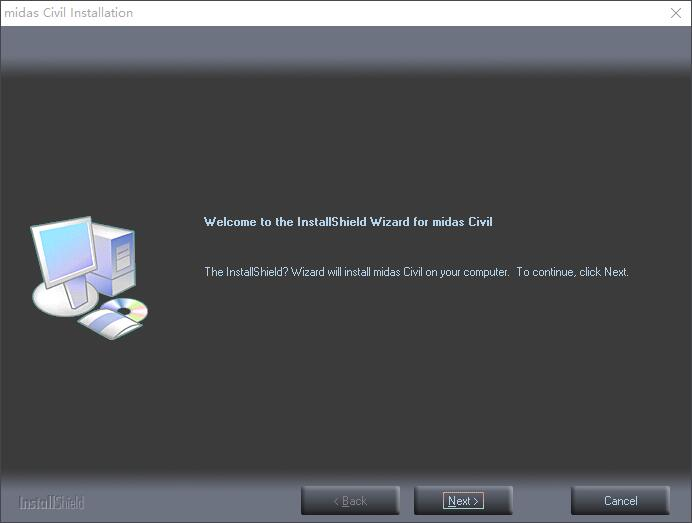 midas Civil Installation
Welcome to the InstallShield Wizard for midas Civil
The InstallShield? Wizard will install midas Civil on your computer. To continue, click Next.
InstallShield
< Back
Next >
Cancel